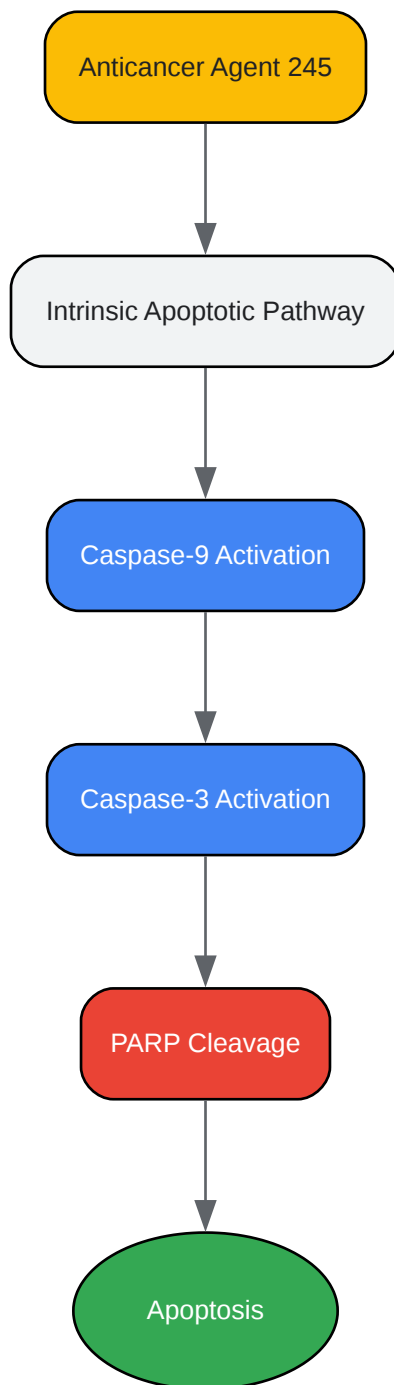 Anticancer Agent 245
Intrinsic Apoptotic Pathway
Caspase-9 Activation
Caspase-3 Activation
PARP Cleavage
Apoptosis